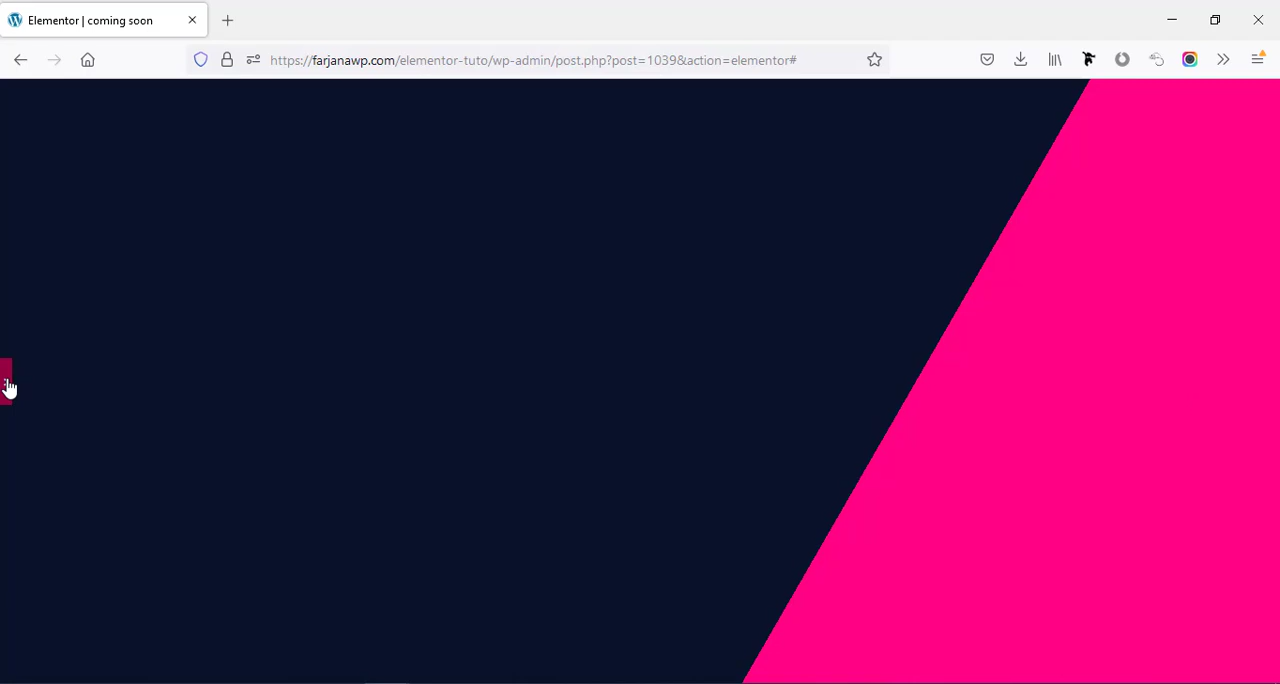 Elementor | coming soon
https://farjanawp.com/elementor-tuto/wp-admin/post.php?post=1039&action=elementor#